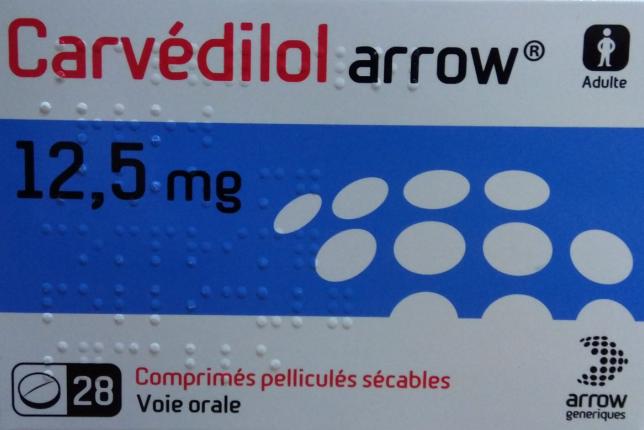 Carvédilol arrow®
Adulte
12,5 mg
28 Comprimés pelliculés sécables
Voie orale
arrow
generiques